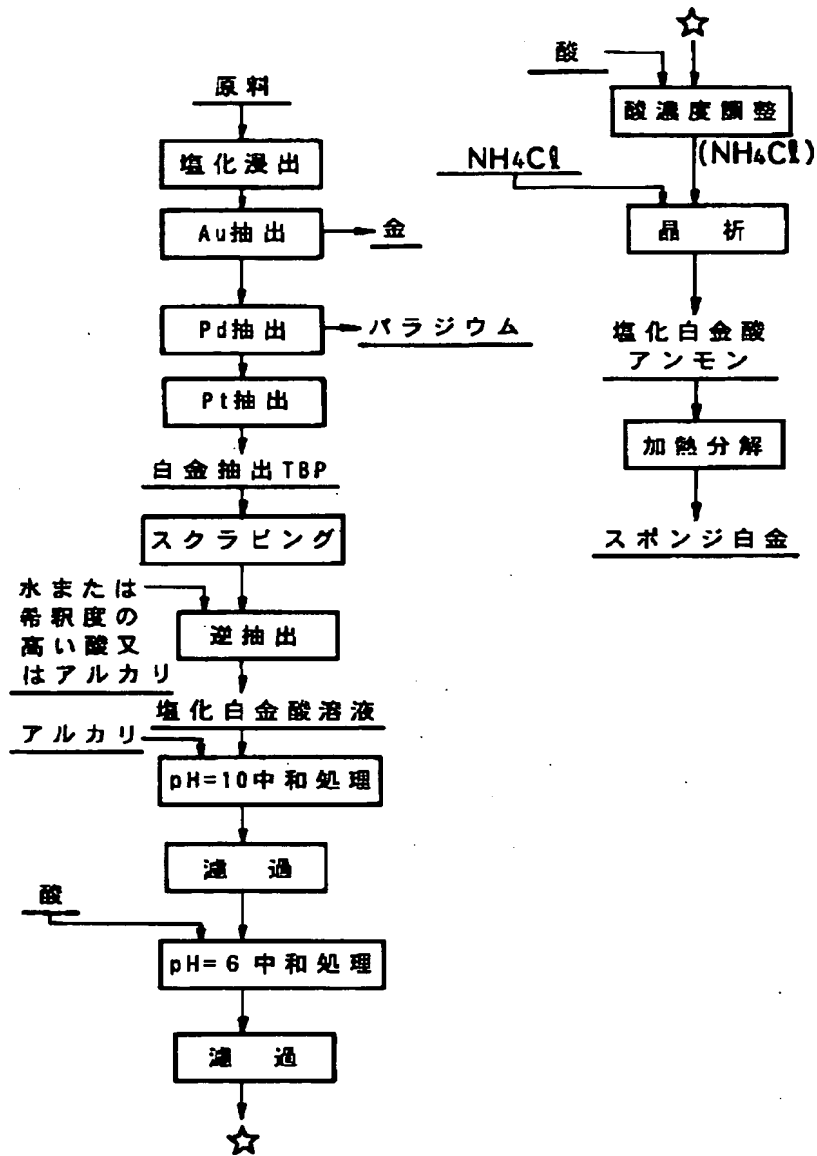 原料
塩化浸出
Au抽出
金
Pd抽出
パラジウム
Pt抽出
白金抽出TBP
スクラビング
水または
希釈度の
高い酸又
はアルカリ
逆抽出
塩化白金酸溶液
アルカリ
pH=10中和処理
濾過
酸
pH=6中和処理
濾過
☆
☆
酸
酸濃度調整
NH₄Cl
(NH₄Cl)
晶折
塩化白金酸
アンモン
加熱分解
スポンジ白金